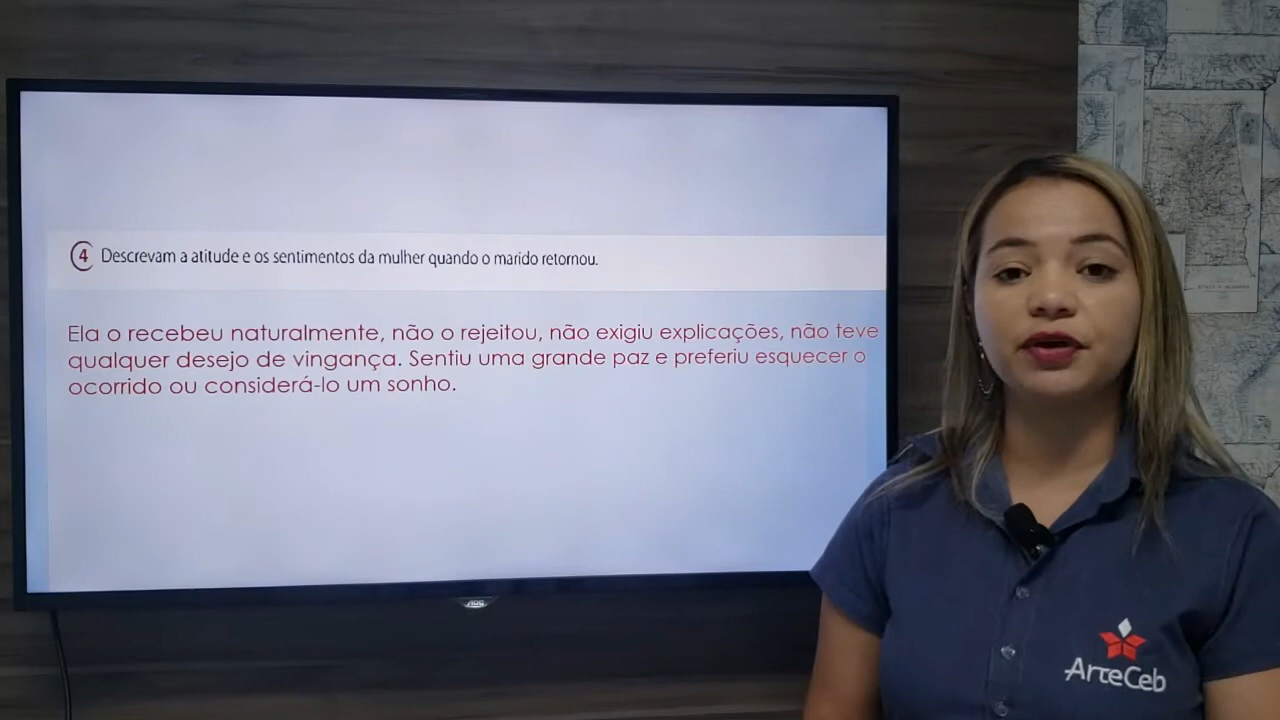 4 Descrevam a atitude e os sentimentos da mulher quando o marido retornou.
Ela o recebeu naturalmente, não o rejeitou, não exigiu explicações, não teve
qualquer desejo de vingança. Sentiu uma grande paz e preferiu esquecer o
ocorrido ou considerá-lo um sonho.
AOC
ArteCeb